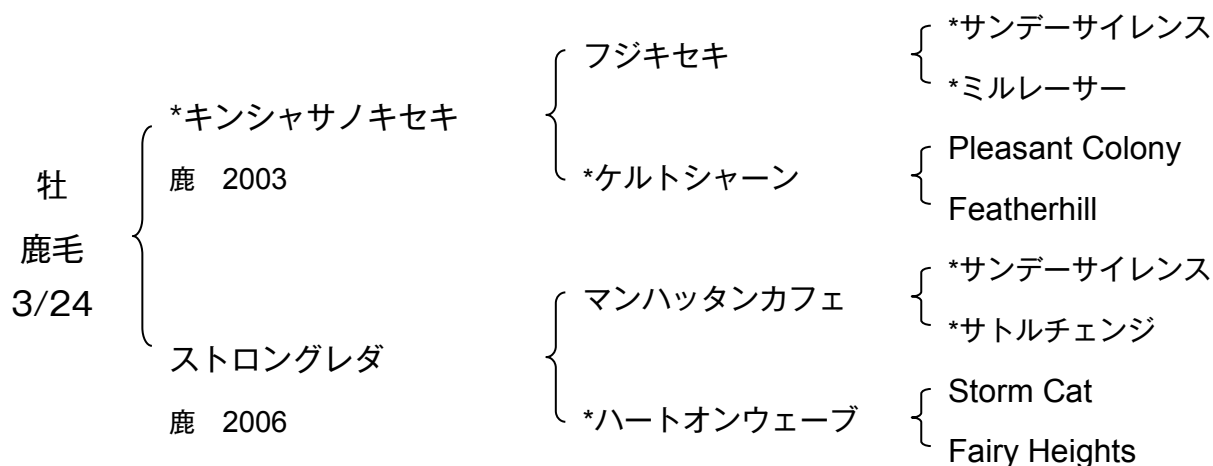 牡
鹿毛
3/24
*キンシャサノキセキ
鹿 2003
フジキセキ
*サンデーサイレンス
*ミルレーサー
*ケルトシャーン
Pleasant Colony
Featherhill
ストロングレダ
鹿 2006
マンハッタンカフェ
*サンデーサイレンス
*サトルチェンジ
*ハートオンウェーブ
Storm Cat
Fairy Heights